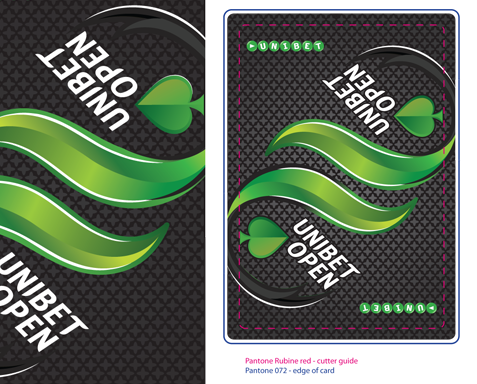 UNIBET
OPEN
UNIBET
OPEN
UNIBET
UNIBET
OPEN
UNIBET
OPEN
UNIBET
Pantone Rubine red - cutter guide
Pantone 072 - edge of card